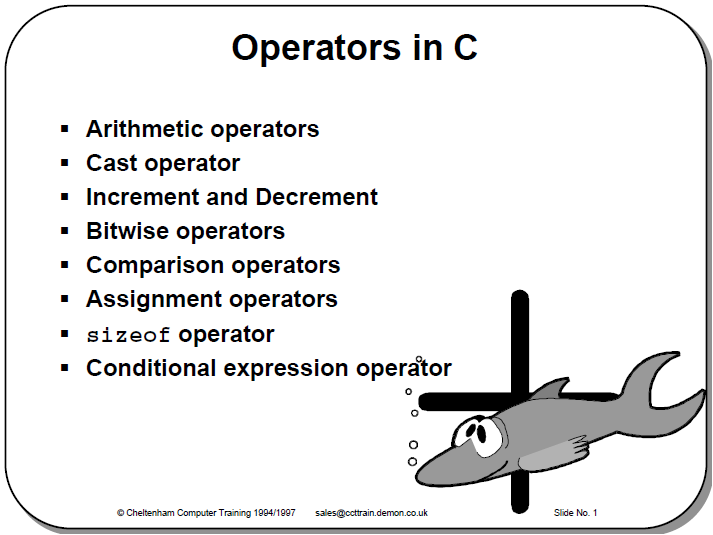 Operators in C
▪ Arithmetic operators
▪ Cast operator
▪ Increment and Decrement
▪ Bitwise operators
▪ Comparison operators
▪ Assignment operators
▪ sizeof operator
▪ Conditional expression operator
© Cheltenham Computer Training 1994/1997 sales@ccttrain.demon.co.uk Slide No. 1